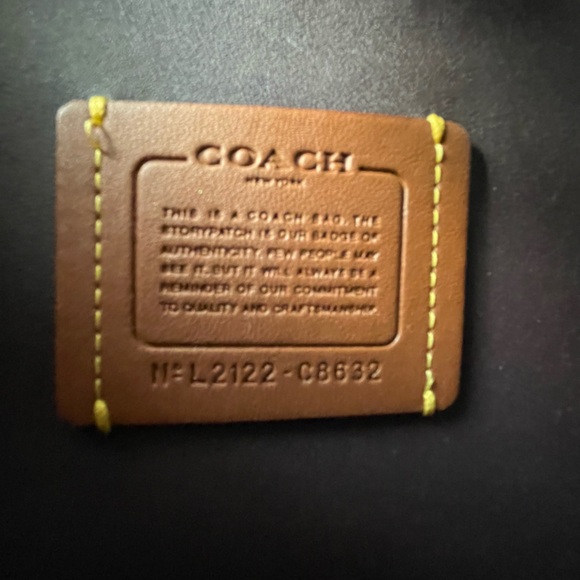 COACH
NEW YORK
THIS IS A COACH BAG. THE
STORYPATCH IS OUR BADGE OF
AUTHENTICITY. FEW PEOPLE MAY
SEE IT. BUT IT WILL ALWAYS BE A
REMINDER OF OUR COMMITMENT
TO QUALITY AND CRAFTSMANSHIP.
Nº L2122-C8632